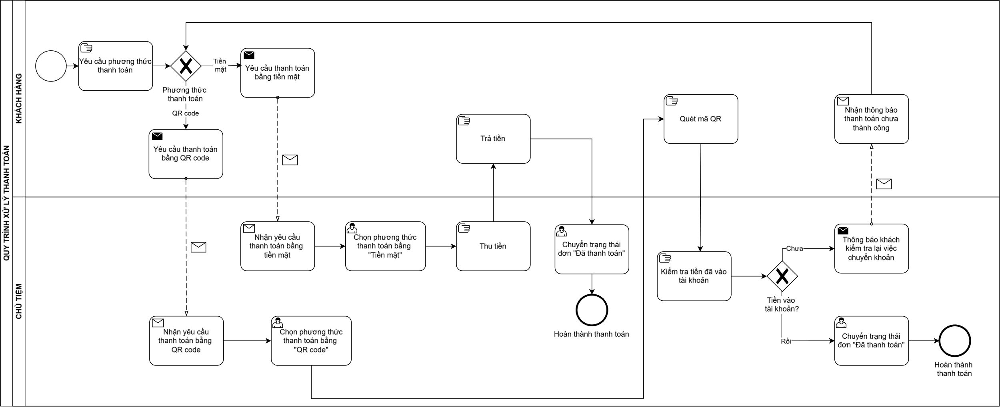 QUY TRÌNH XỬ LÝ THANH TOÁN
KHÁCH HÀNG
Yêu cầu phương thức
thanh toán
Phương thức
thanh toán
Tiền
mặt
QR code
Yêu cầu thanh toán
bằng tiền mặt
Yêu cầu thanh toán
bằng QR code
Trả tiền
Quét mã QR
Nhận thông báo
thanh toán chưa
thành công
CHỦ TIỆM
Nhận yêu cầu
thanh toán bằng
tiền mặt
Chọn phương thức
thanh toán bằng
"Tiền mặt"
Thu tiền
Chuyển trạng thái
đơn "Đã thanh toán"
Hoàn thành thanh toán
Nhận yêu cầu
thanh toán bằng
QR code
Chọn phương thức
thanh toán bằng
"QR code"
Kiểm tra tiền đã vào
tài khoản
Chưa
Tiền vào
tài khoản?
Rồi
Thông báo khách
kiểm tra lại việc
chuyển khoản
Chuyển trạng thái
đơn "Đã thanh toán"
Hoàn thành
thanh toán